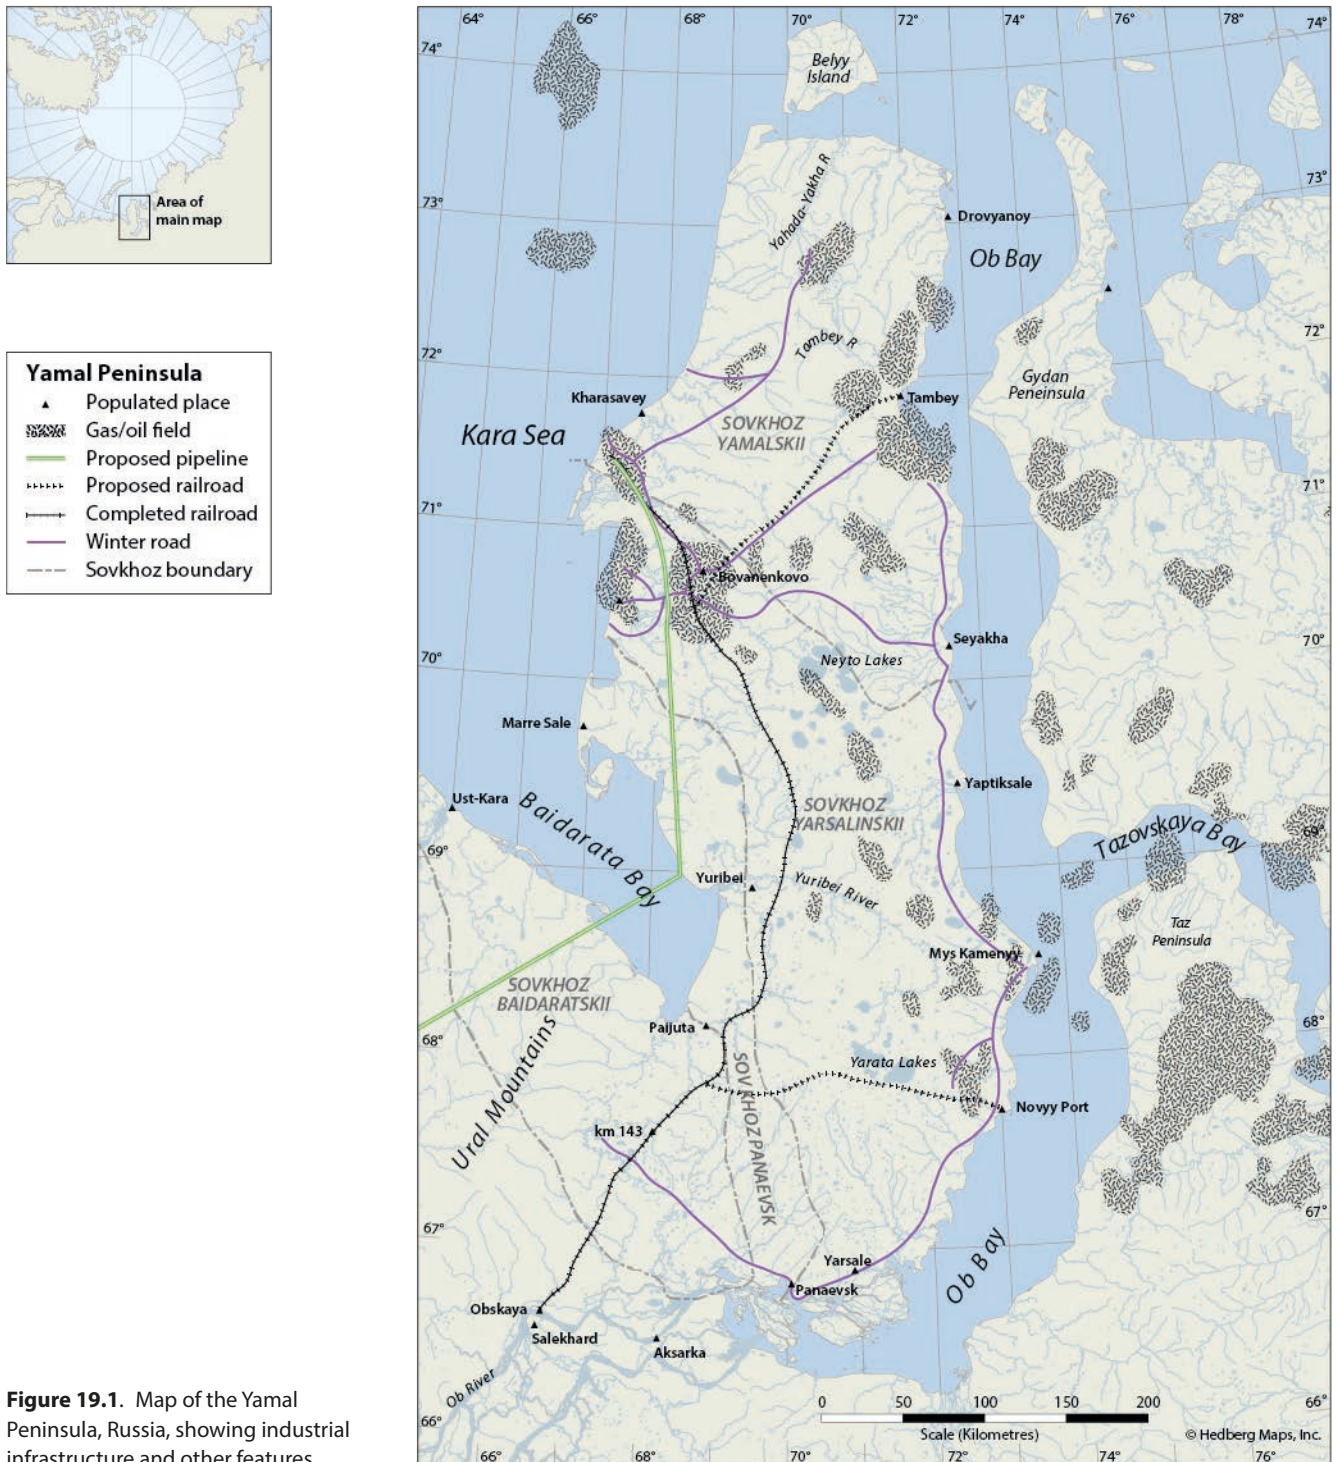 Area of
main map
Yamal Peninsula
Populated place
Gas/oil field
Proposed pipeline
Proposed railroad
Completed railroad
Winter road
Sovkhoz boundary
64°
66°
68°
70°
72°
74°
76°
78°
74°
74°
Belyy
Island
73°
73°
Yahada-Yakha R
Drovyanoy
Ob Bay
72°
72°
Tambey R
Gydan
Peneinsula
Kharasavey
Tambey
Kara Sea
SOVKHOZ
YAMALSKII
71°
71°
Bovanenkovo
70°
70°
Seyakha
Neyto Lakes
Marre Sale
Yaptiksale
Ust-Kara
Baidarata Bay
SOVKHOZ
YARSALINSKII
Tazovskaya Bay
69°
69°
Yuribei
Yuribei River
Taz
Peninsula
Mys Kamenyy
SOVKHOZ
BAIDARATSKII
Paijuta
68°
68°
Ural Mountains
Yarata Lakes
SOVKHOZ PANAEVSK
Novyy Port
km 143
67°
67°
Yarsale
Panaevsk
Ob Bay
Obskaya
Salekhard
Aksarka
Ob River
66°
66°
0
50
100
150
200
Scale (Kilometres)
© Hedberg Maps, Inc.
66°
68°
70°
72°
74°
76°
Figure 19.1. Map of the Yamal
Peninsula, Russia, showing industrial
infrastructure and other features